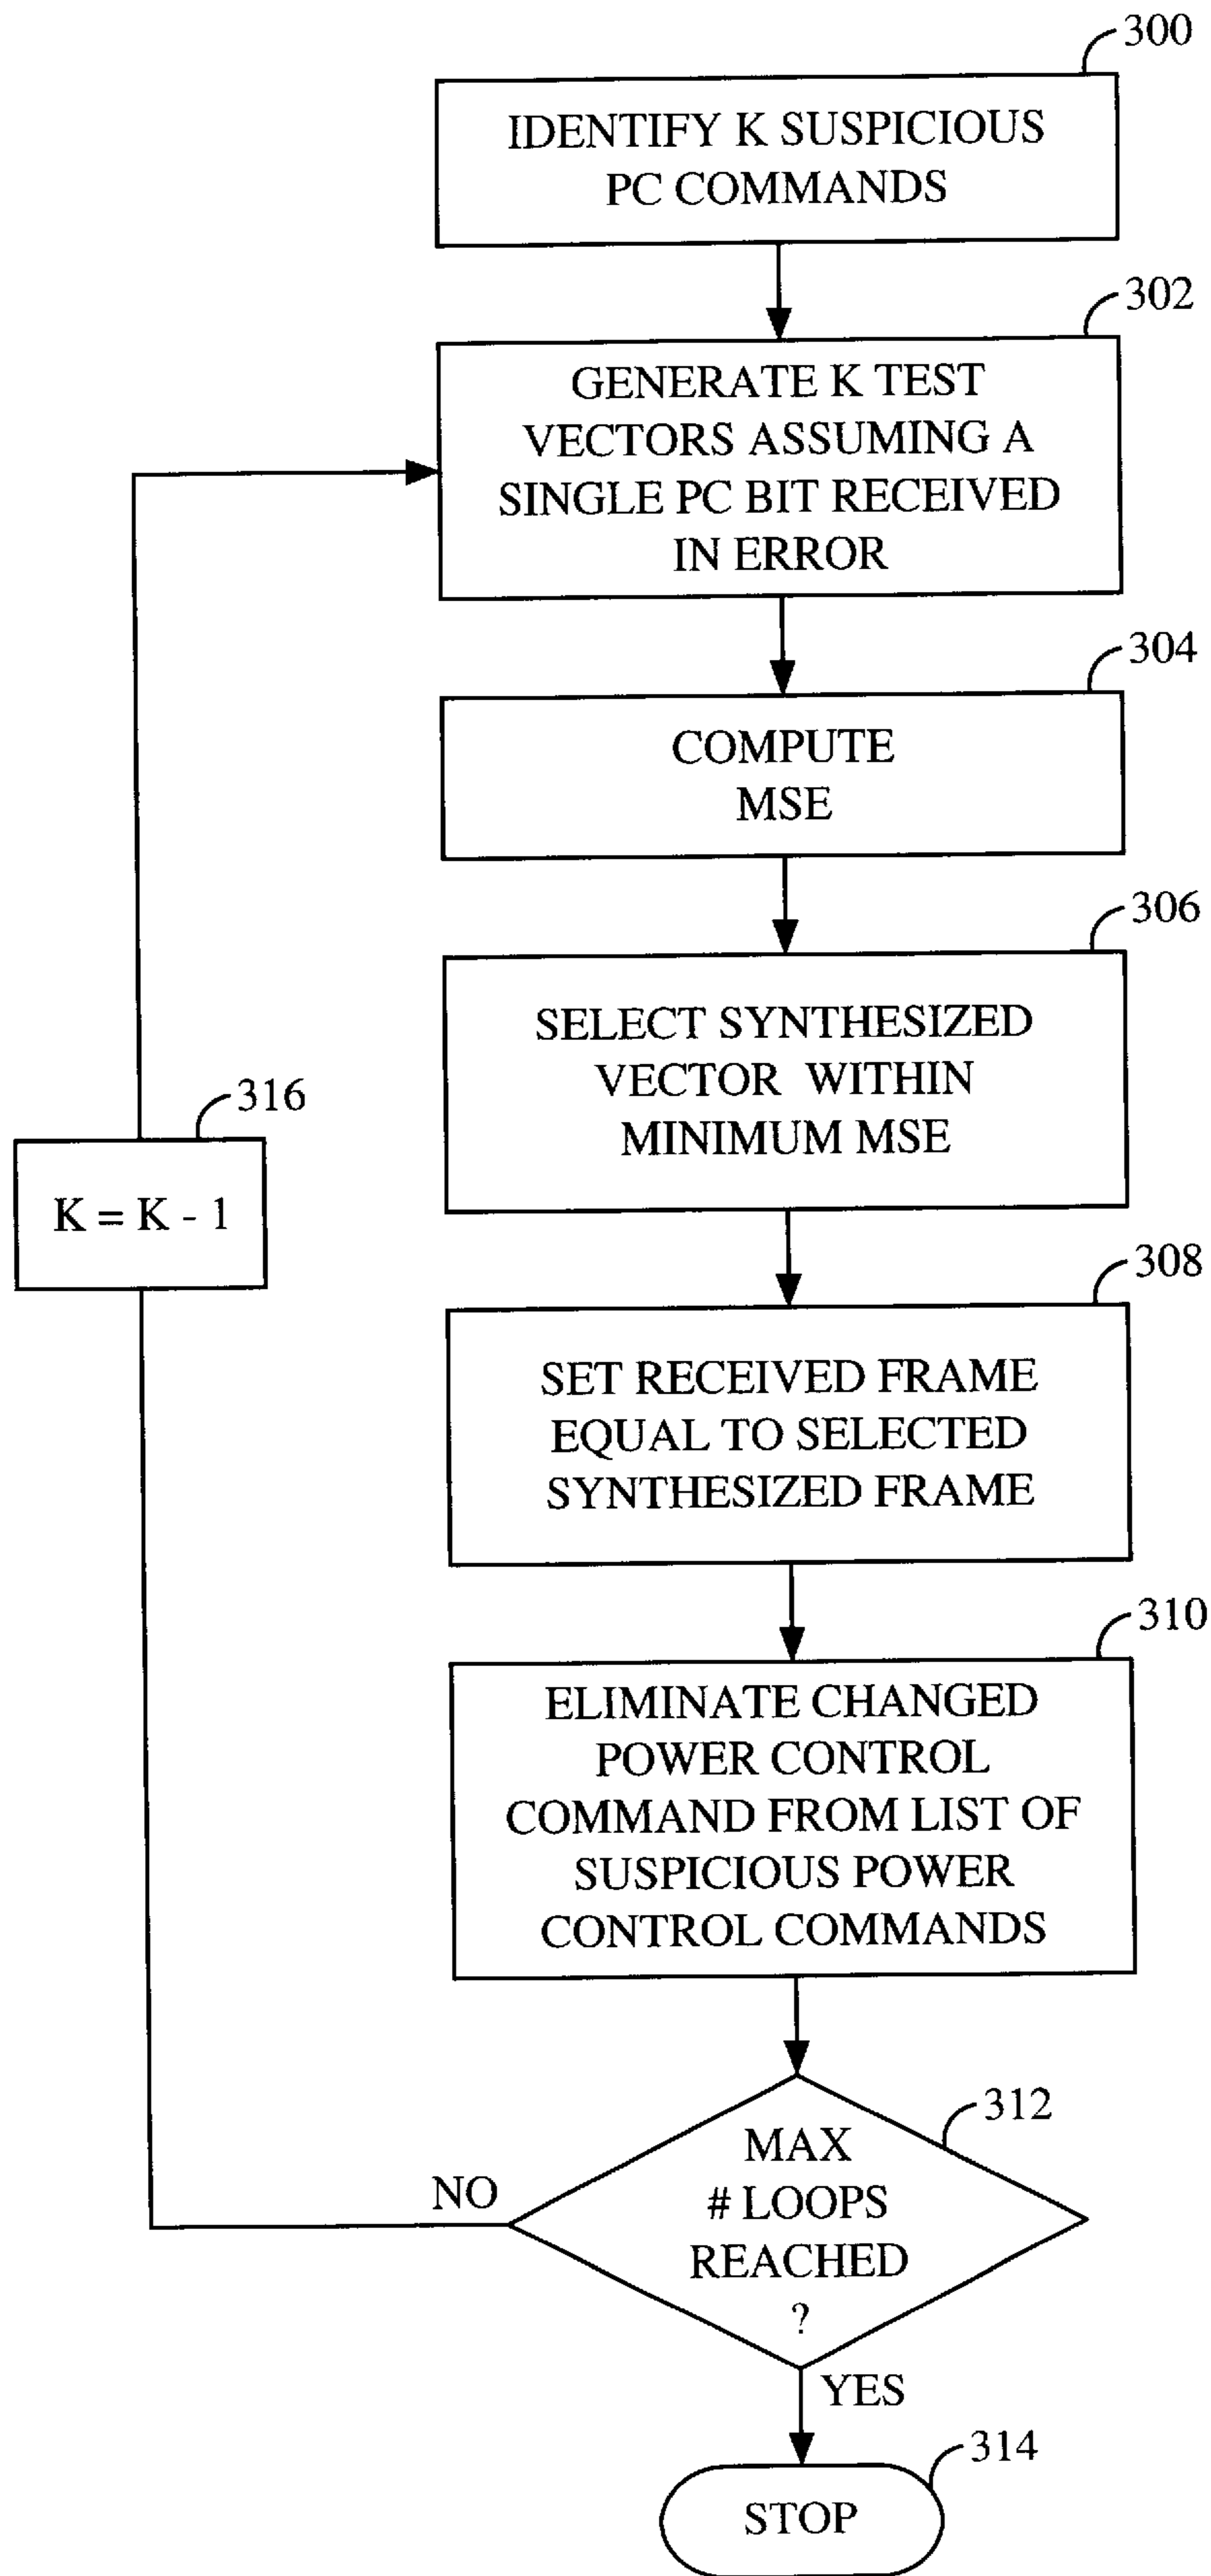 300
IDENTIFY K SUSPICIOUS
PC COMMANDS
302
GENERATE K TEST
VECTORS ASSUMING A
SINGLE PC BIT RECEIVED
IN ERROR
304
COMPUTE
MSE
306
SELECT SYNTHESIZED
VECTOR WITHIN
MINIMUM MSE
316
K = K - 1
308
SET RECEIVED FRAME
EQUAL TO SELECTED
SYNTHESIZED FRAME
310
ELIMINATE CHANGED
POWER CONTROL
COMMAND FROM LIST OF
SUSPICIOUS POWER
CONTROL COMMANDS
312
MAX
# LOOPS
REACHED
?
NO
YES
314
STOP